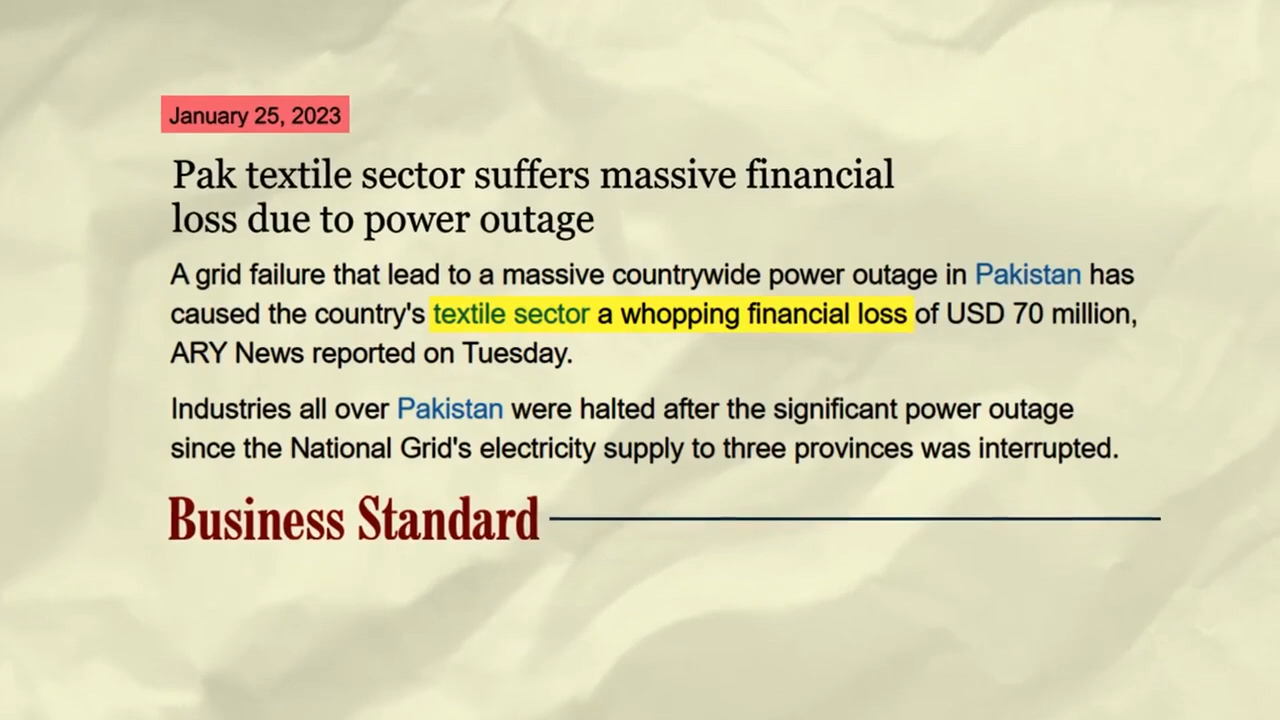 January 25, 2023
Pak textile sector suffers massive financial
loss due to power outage
A grid failure that lead to a massive countrywide power outage in Pakistan has
caused the country's textile sector a whopping financial loss of USD 70 million,
ARY News reported on Tuesday.
Industries all over Pakistan were halted after the significant power outage
since the National Grid's electricity supply to three provinces was interrupted.
Business Standard